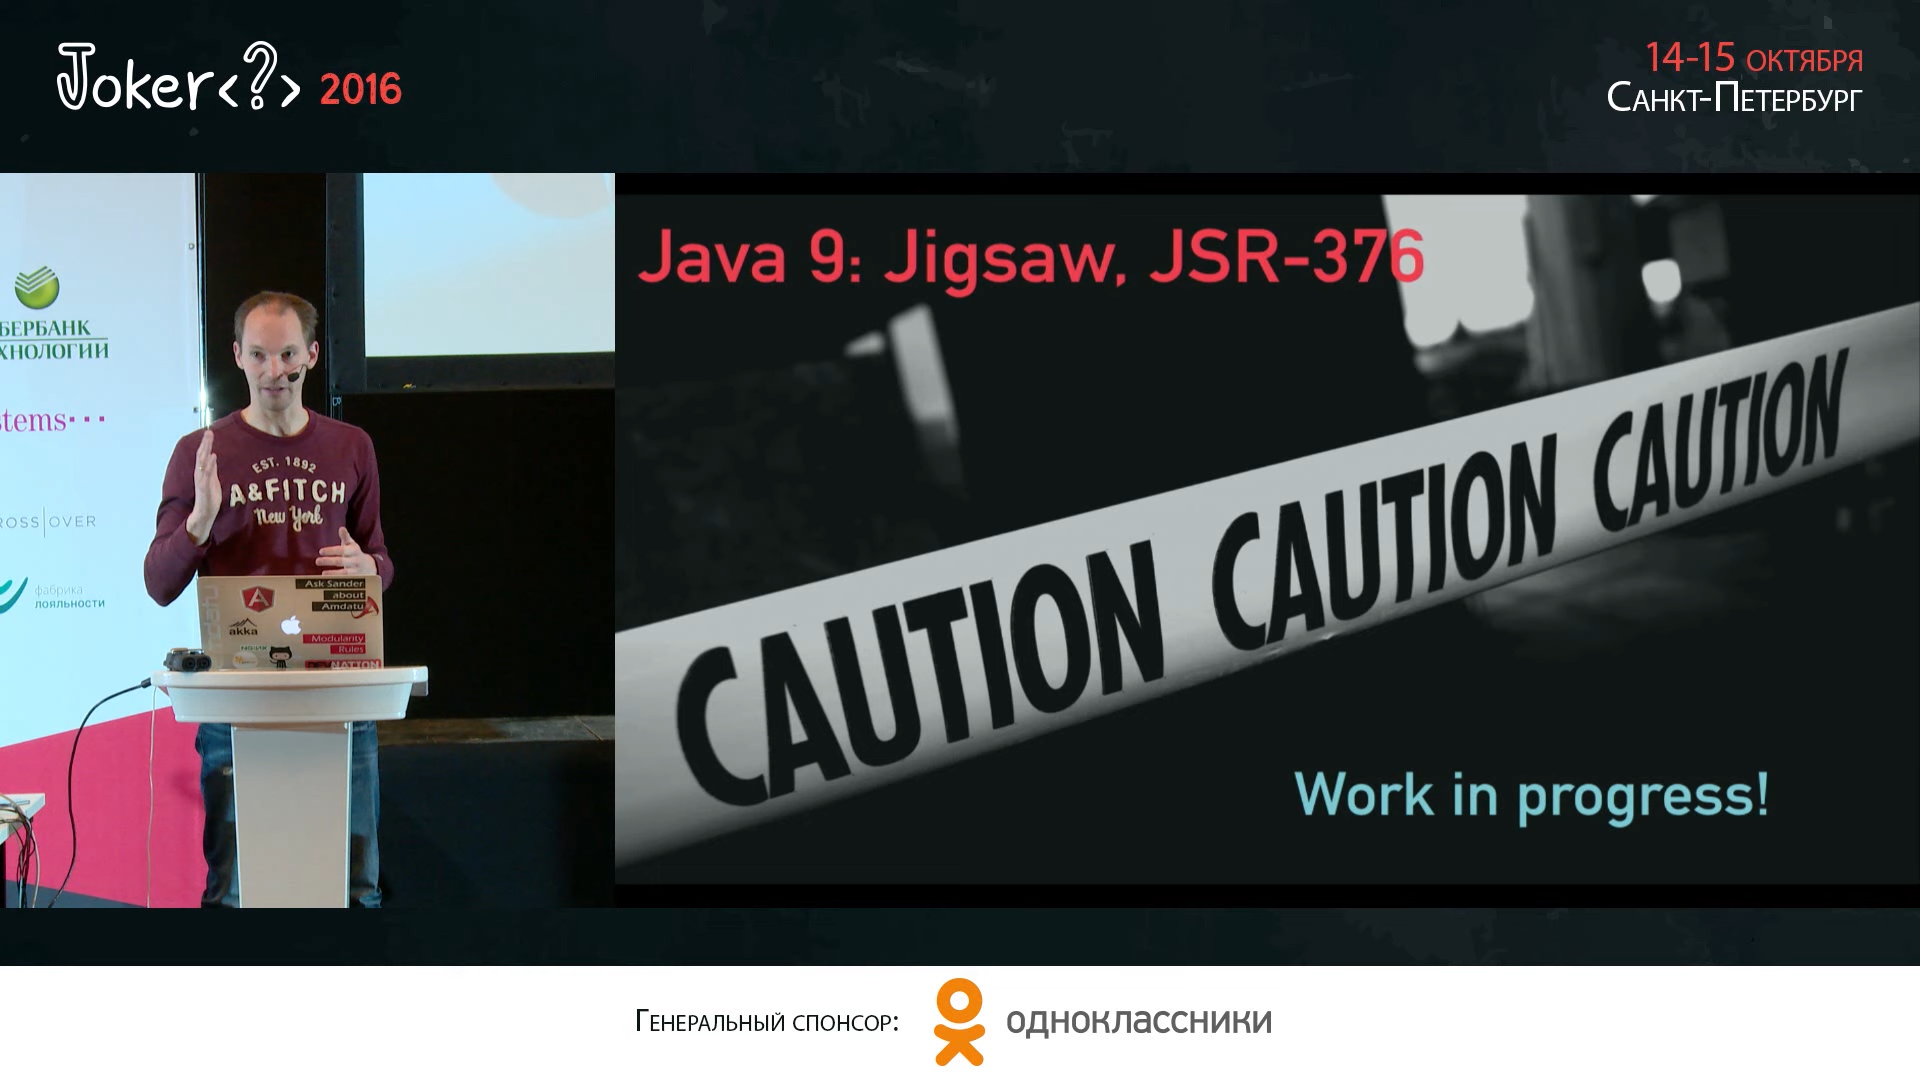 Joker<?> 2016
14-15 октября
Санкт-Петербург
Java 9: Jigsaw, JSR-376
CAUTION CAUTION CAUTION
Work in progress!
БЕРБАНК
ХНОЛОГИИ
stems
ROSS|OVER
фабрика
лояльности
EST. 1892
A&FITCH
New York
Ask Sander
about
Amdatu
akka
Modularity
Rules
NATION
Генеральный спонсор:
одноклассники